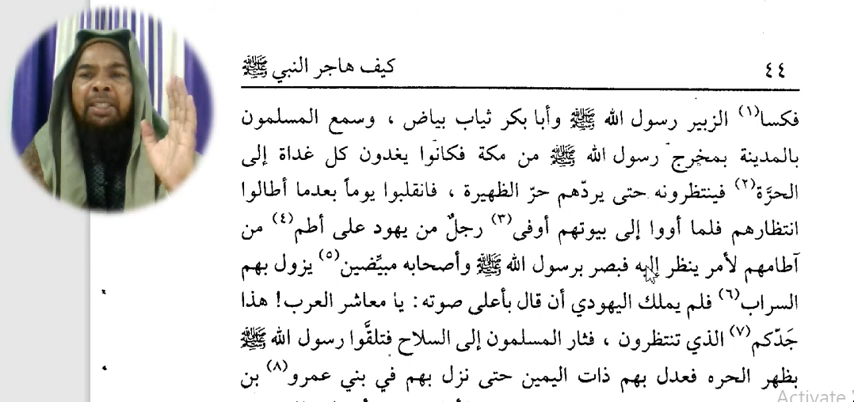 ٤٤ كيف هاجر النبي ﷺ
فكسا(١) الزبير رسول الله ﷺ وأبا بكر ثياب بياض ، وسمع المسلمون
بالمدينة بمخرج رسول الله ﷺ من مكة فكانوا يغدون كل غداة إلى
الحرَّة(٢) فينتظرونه حتى يردّهم حرّ الظهيرة ، فانقلبوا يوماً بعدما أطالوا
انتظارهم فلما أووا إلى بيوتهم أوفى(٣) رجلٌ من يهود على أطم(٤) من
آطامهم لأمر ينظر إليه فبصر برسول الله ﷺ وأصحابه مبيِّضين(٥) يزول بهم
السراب(٦) فلم يملك اليهودي أن قال بأعلى صوته : يا معاشر العرب! هذا
جَدّكم(٧) الذي تنتظرون ، فثار المسلمون إلى السلاح فتلقَّوا رسول الله ﷺ
بظهر الحره فعدل بهم ذات اليمين حتى نزل بهم في بني عمرو(٨) بن
Activate